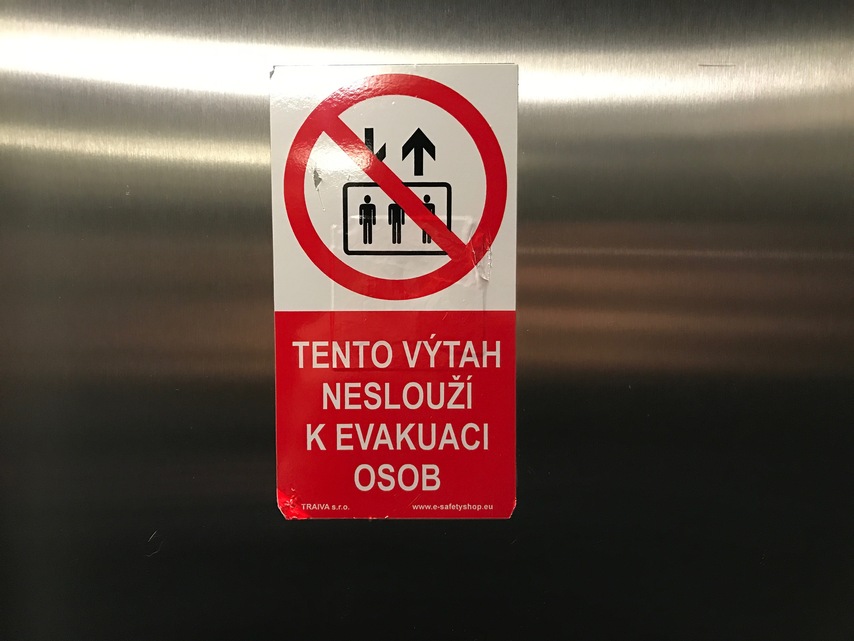 TENTO VÝTAH
NESLOUŽÍ
K EVAKUACI
OSOB
TRAIVA s.r.o. www.e-safetyshop.eu